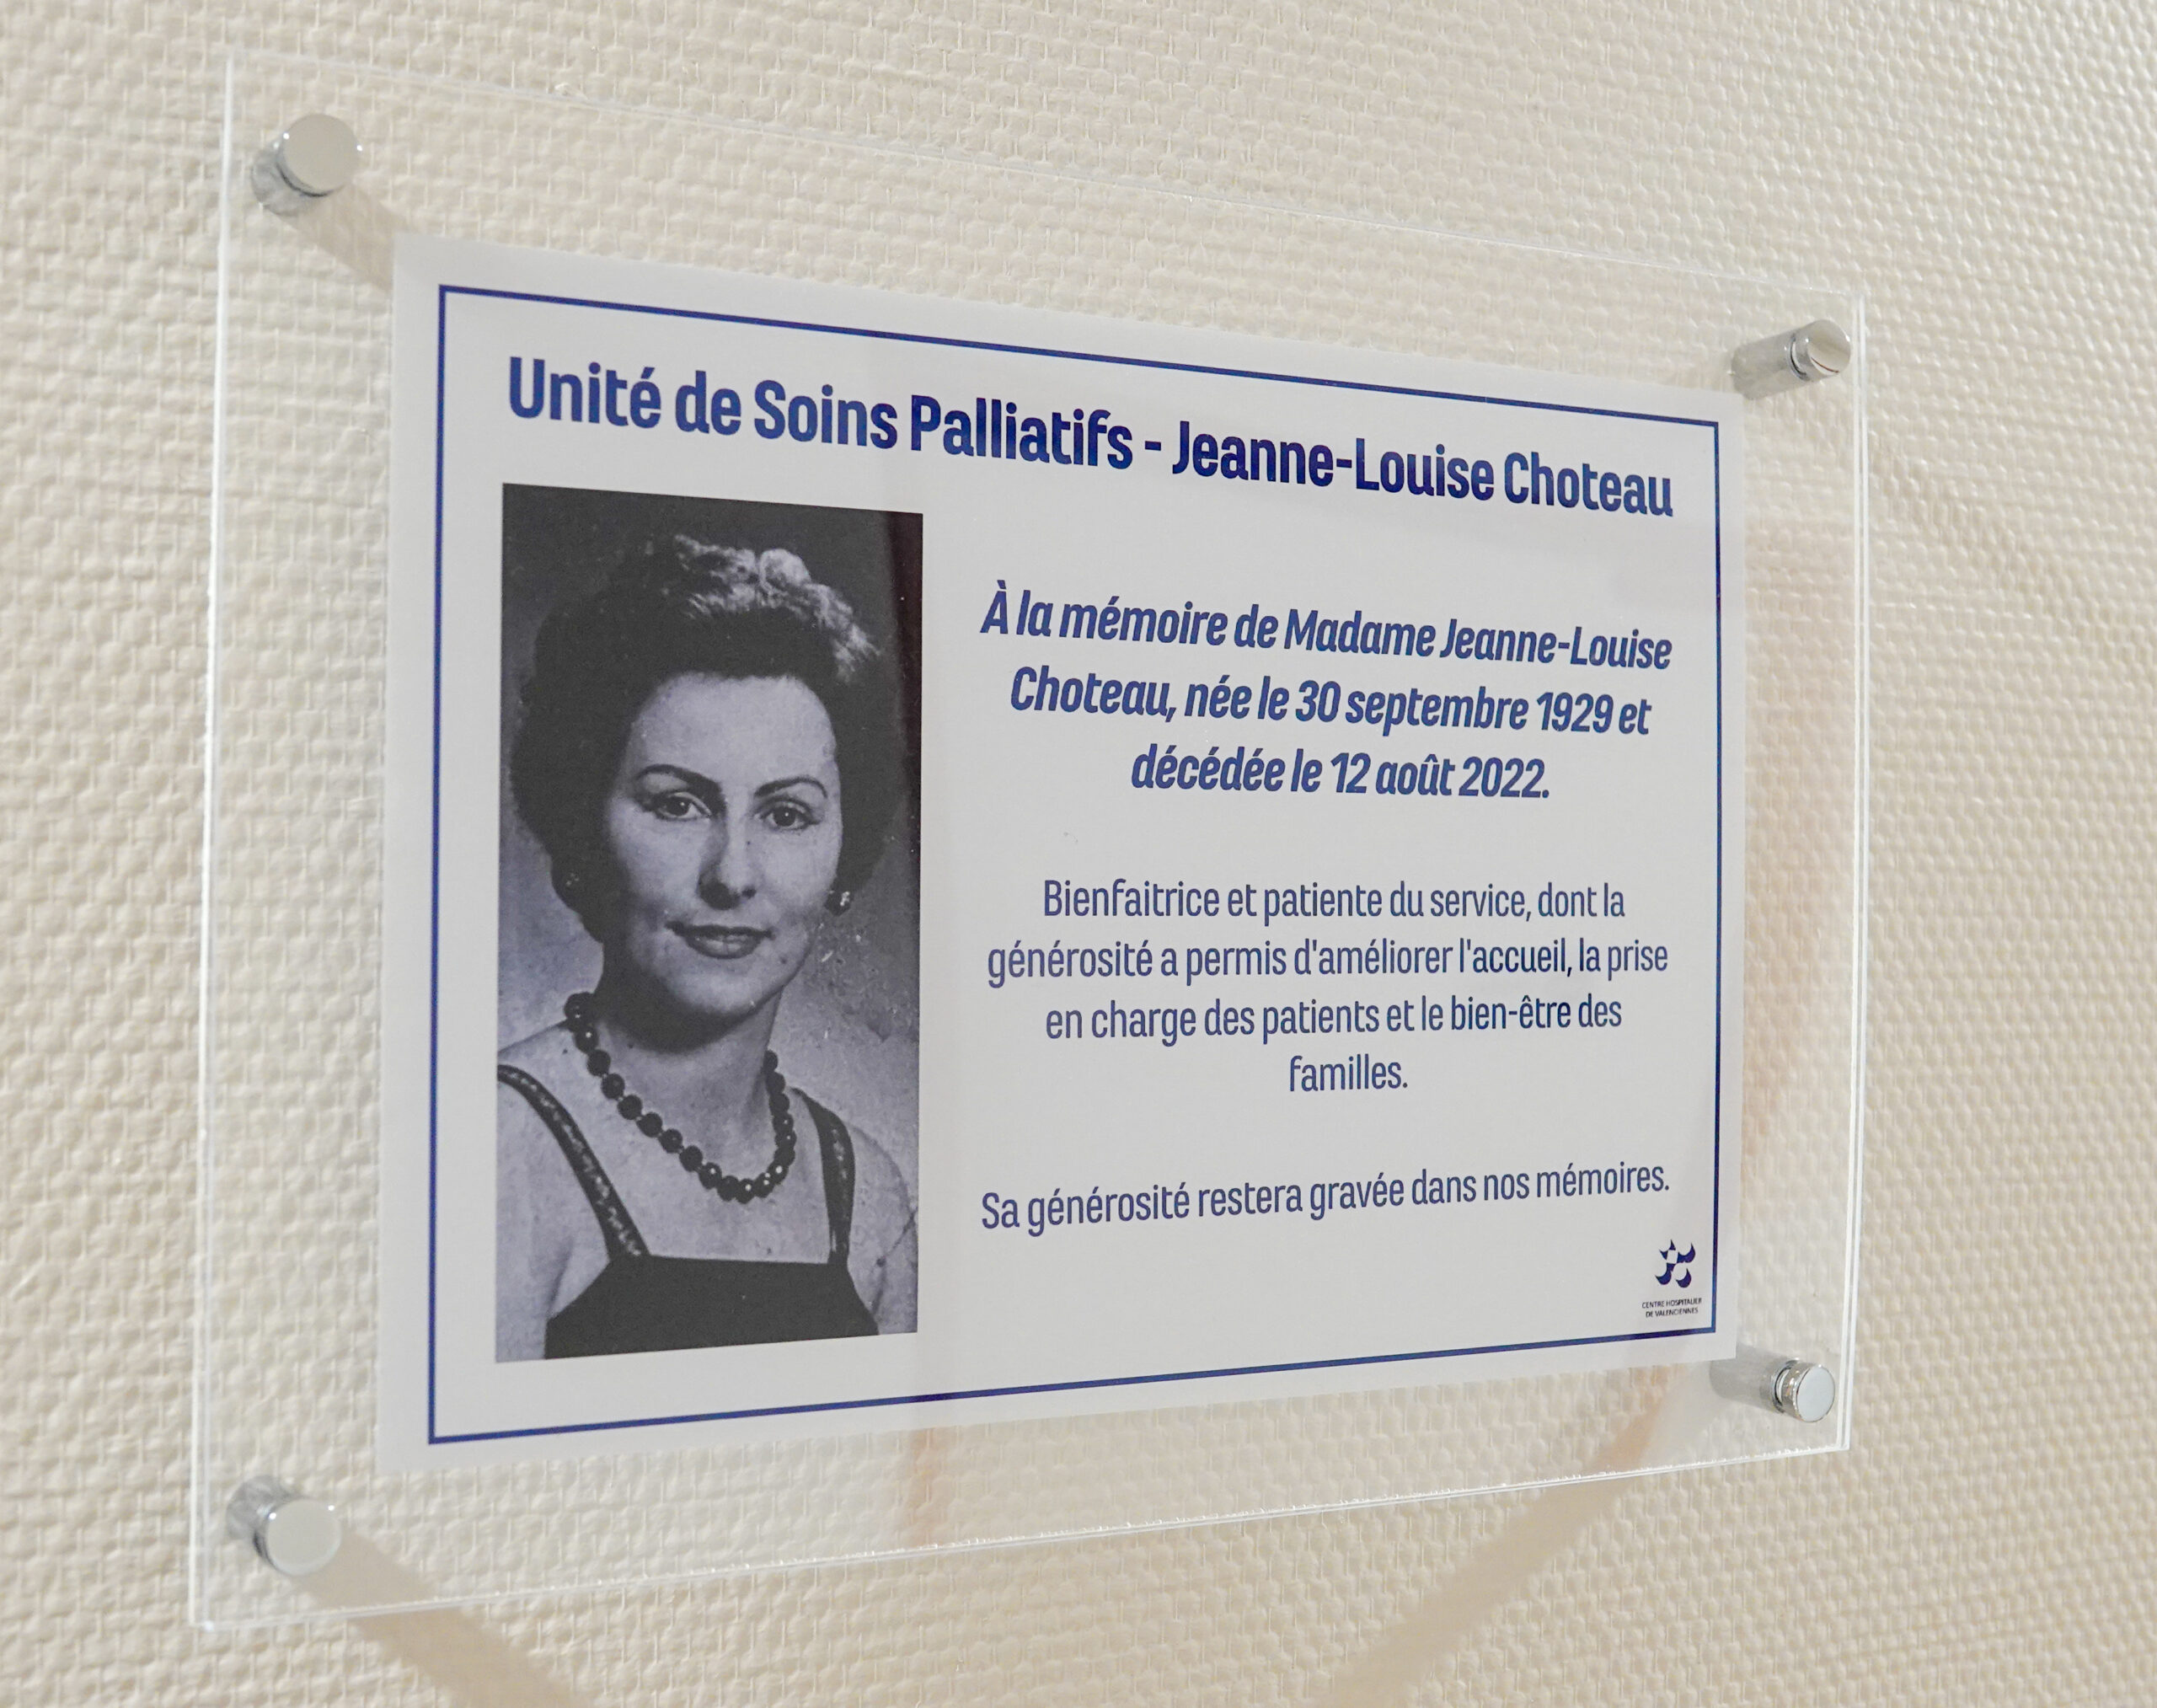 Unité de Soins Palliatifs - Jeanne-Louise Choteau
À la mémoire de Madame Jeanne-Louise
Choteau, née le 30 septembre 1929 et
décédée le 12 août 2022.
Bienfaitrice et patiente du service, dont la
générosité a permis d'améliorer l'accueil, la prise
en charge des patients et le bien-être des
familles.
Sa générosité restera gravée dans nos mémoires.
CENTRE HOSPITALIER
DE VALENCIENNES